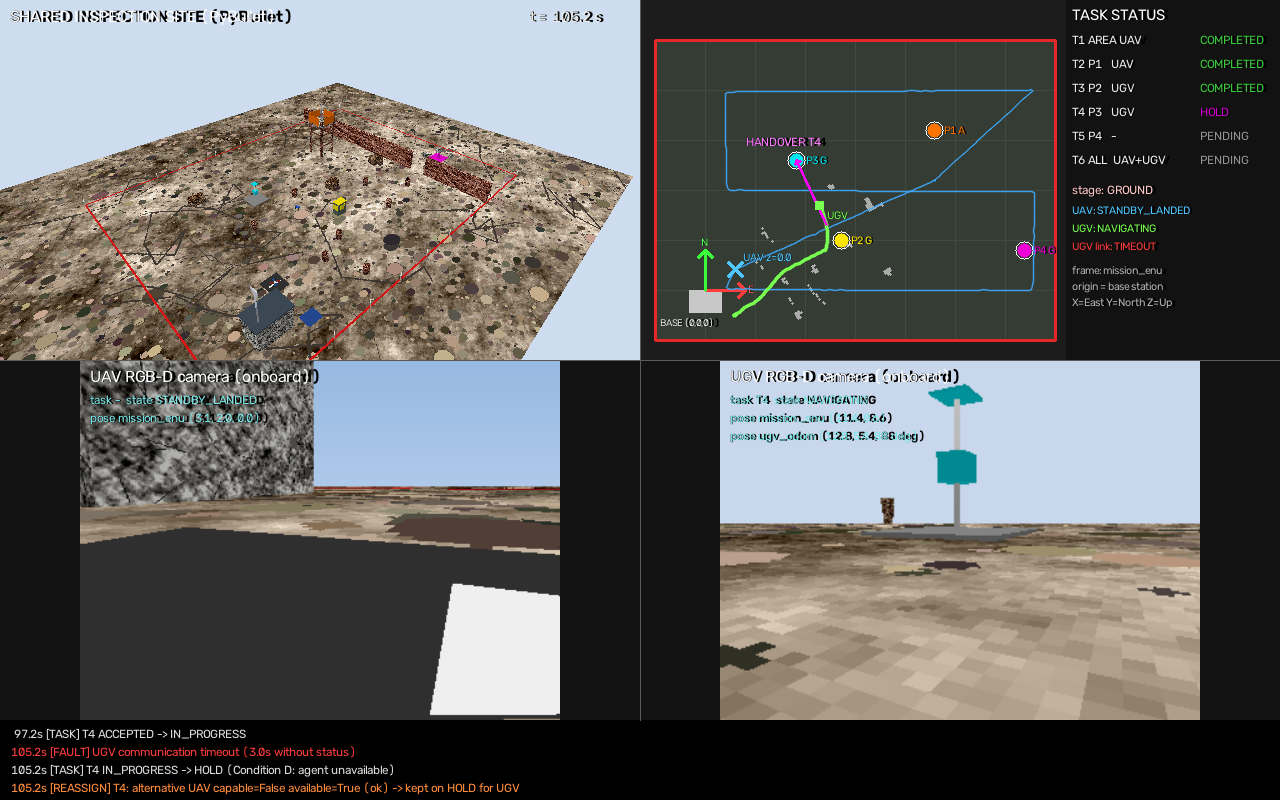 SHARED INSPECTION SITE (PyBullet)
t = 105.2 s
HANDOVER T4
P1 A
P3 G
UGV
P2 G
P4 G
N
UAV z=0.0
E
BASE (0,0,0)
TASK STATUS
T1 AREA UAV COMPLETED
T2 P1 UAV COMPLETED
T3 P2 UGV COMPLETED
T4 P3 UGV HOLD
T5 P4 - PENDING
T6 ALL UAV+UGV PENDING
stage: GROUND
UAV: STANDBY_LANDED
UGV: NAVIGATING
UGV link: TIMEOUT
frame: mission_enu
origin = base station
X=East Y=North Z=Up
UAV RGB-D camera (onboard)
task - state STANDBY_LANDED
pose mission_enu
UGV RGB-D camera (onboard)
task T4 state NAVIGATING
pose mission_enu (11.4, 8.6)
pose ugv_odom (12.8, 5.4, deg)
97.2s [TASK] T4 ACCEPTED -> IN_PROGRESS
105.2s [FAULT] UGV communication timeout (3.0s without status)
105.2s [TASK] T4 IN_PROGRESS -> HOLD (Condition D: agent unavailable)
105.2s [REASSIGN] T4: alternative UAV capable=False available=True (ok) -> kept on HOLD for UGV